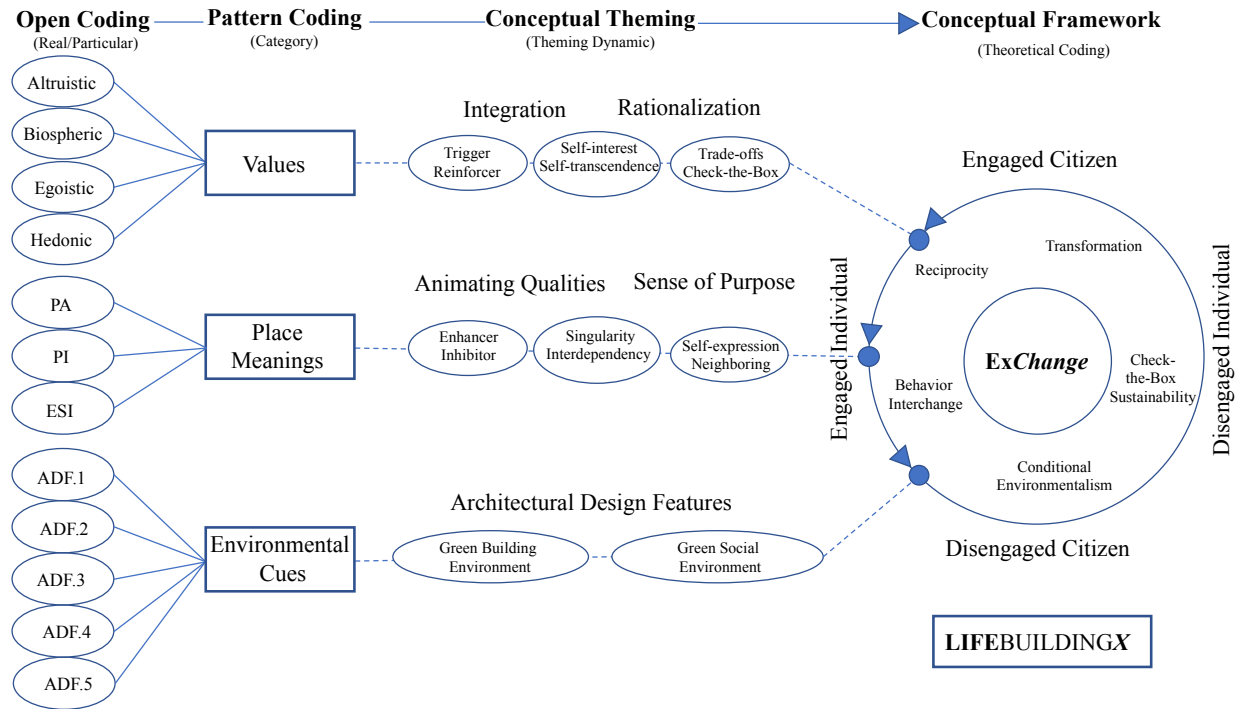 Open Coding
(Real/Particular)
Pattern Coding
(Category)
Conceptual Theming
(Theming Dynamic)
Conceptual Framework
(Theoretical Coding)
Altruistic
Biospheric
Egoistic
Hedonic
Values
Integration
Rationalization
Trigger
Reinforcer
Self-interest
Self-transcendence
Trade-offs
Check-the-Box
PA
PI
ESI
Place
Meanings
Animating Qualities
Sense of Purpose
Enhancer
Inhibitor
Singularity
Interdependency
Self-expression
Neighboring
ADF.1
ADF.2
ADF.3
ADF.4
ADF.5
Environmental
Cues
Architectural Design Features
Green Building
Environment
Green Social
Environment
Engaged Citizen
Engaged Individual
Disengaged Individual
Disengaged Citizen
Transformation
Reciprocity
Behavior
Interchange
Check-
the-Box
Sustainability
Conditional
Environmentalism
ExChange
LIFEBUILDINGX